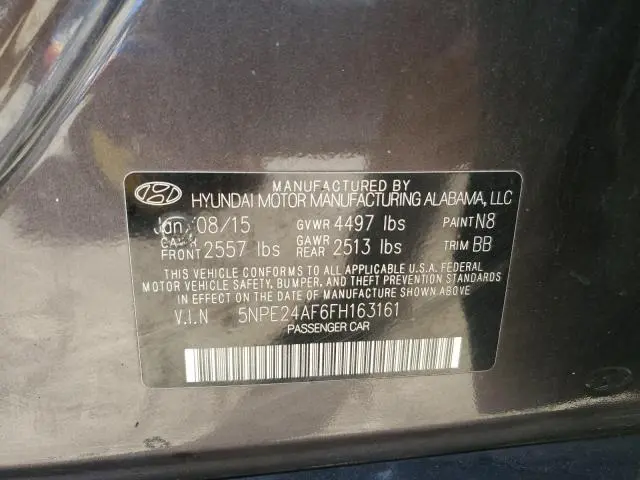 MANUFACTURED BY
HYUNDAI MOTOR MANUFACTURING ALABAMA, LLC
Jan/08/15 GVWR 4497 lbs PAINT N8
GAWR FRONT 2557 lbs GAWR REAR 2513 lbs TRIM BB
THIS VEHICLE CONFORMS TO ALL APPLICABLE U.S.A. FEDERAL
MOTOR VEHICLE SAFETY, BUMPER, AND THEFT PREVENTION STANDARDS
IN EFFECT ON THE DATE OF MANUFACTURE SHOWN ABOVE.
V.I.N 5NPE24AF6FH163161
PASSENGER CAR